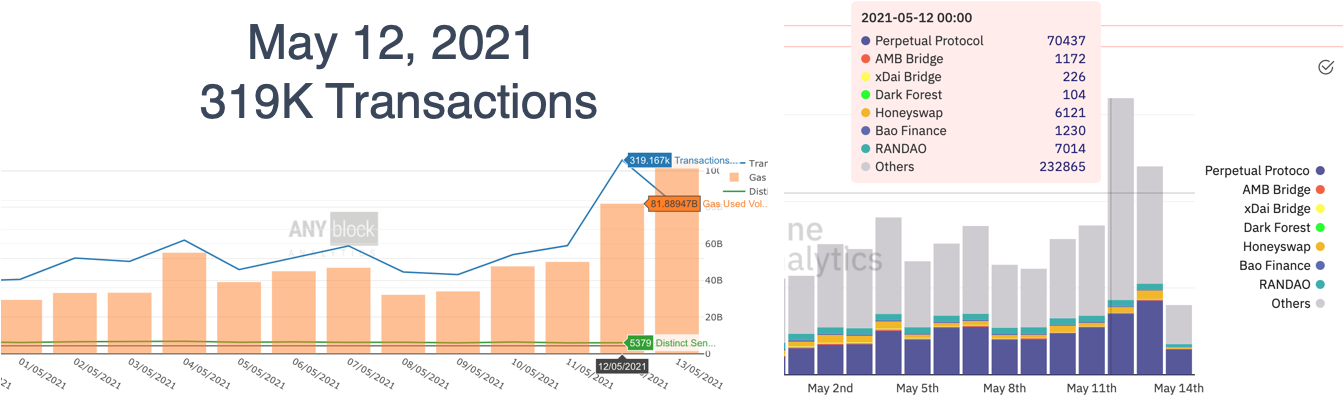 May 12, 2021
319K Transactions
319.167k Transactions....
Tran
100
Gas
Disti
81.88947B Gas Used Vol..
ANY block
60B
40B
20B
5379 Distinct Sen...
0
01/05/2021
02/05/2021
03/05/2021
04/05/2021
05/05/2021
06/05/2021
07/05/2021
08/05/2021
09/05/2021
10/05/2021
11/05/2021
12/05/2021
13/05/2021
2021-05-12 00:00
Perpetual Protocol 70437
AMB Bridge 1172
xDai Bridge 226
Dark Forest 104
Honeyswap 6121
Bao Finance 1230
RANDAO 7014
Others 232865
ne
alytics
Perpetual Protoco
AMB Bridge
xDai Bridge
Dark Forest
Honeyswap
Bao Finance
RANDAO
Others
May 2nd
May 5th
May 8th
May 11th
May 14th